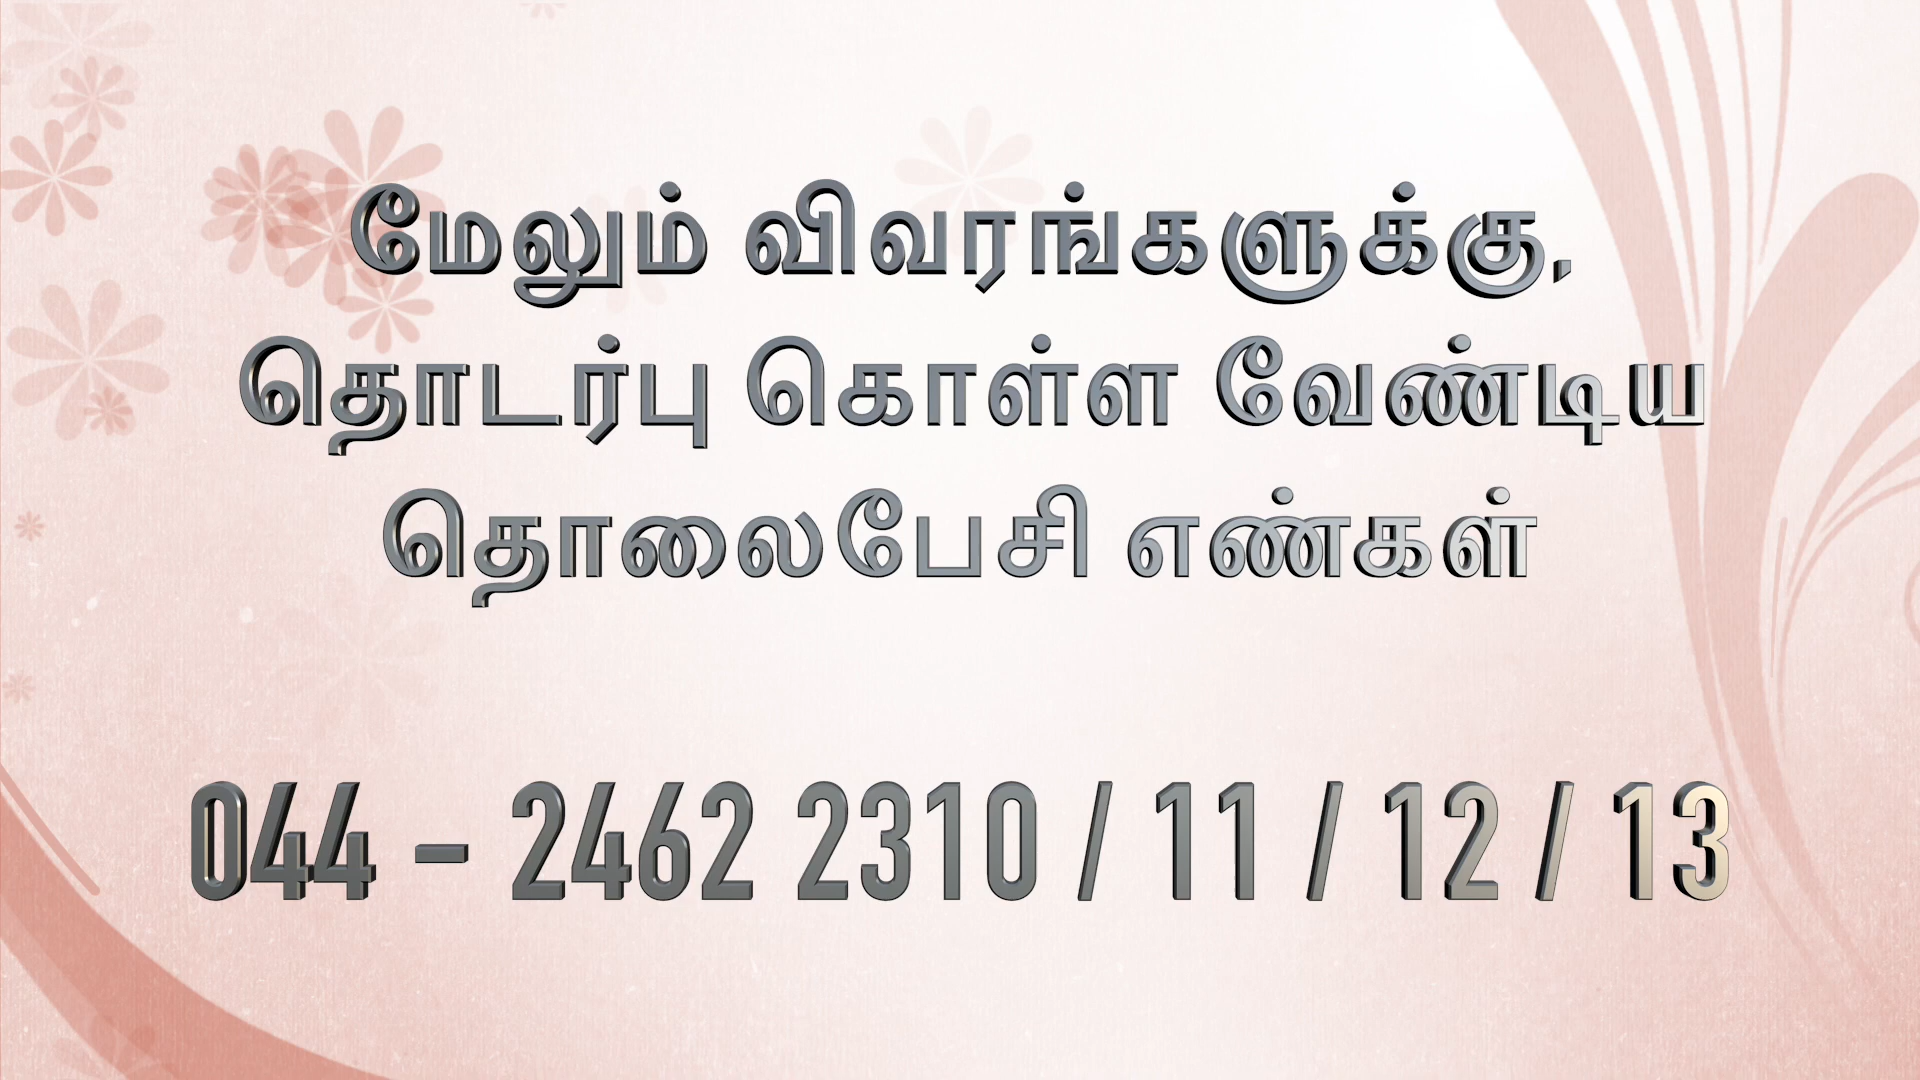 மேலும் விவரங்களுக்கு,
தொடர்பு கொள்ள வேண்டிய
தொலைபேசி எண்கள்
044 - 2462 2310 / 11 / 12 / 13